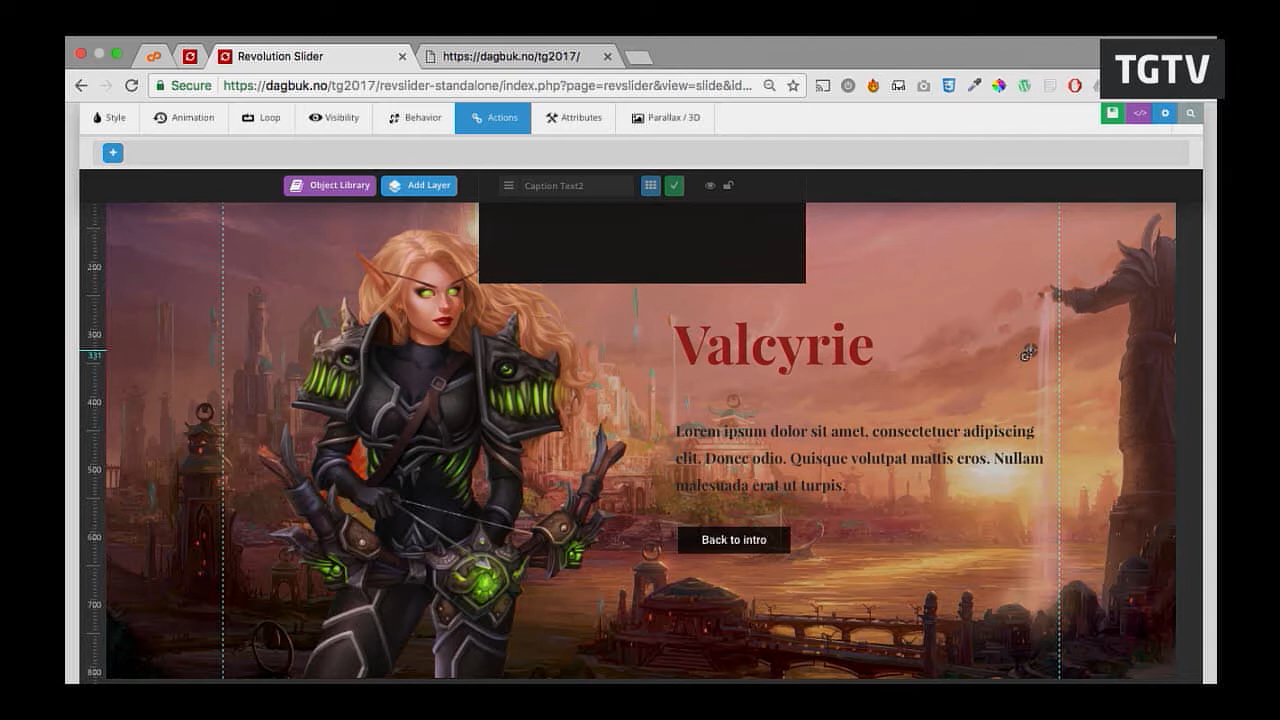 TGTV
Revolution Slider
https://dagbuk.no/tg2017/
Secure
https://dagbuk.no/tg2017/revslider-standalone/index.php?page=revslider&view=slide&id...
Style
Animation
Loop
Visibility
Behavior
Actions
Attributes
Parallax / 3D
Object Library
Add Layer
Caption Text2
200
300
331
400
500
600
700
800
Valcyrie
Lorem ipsum dolor sit amet, consectetuer adipiscing
elit. Donec odio. Quisque volutpat mattis eros. Nullam
malesuada erat ut turpis.
Back to intro